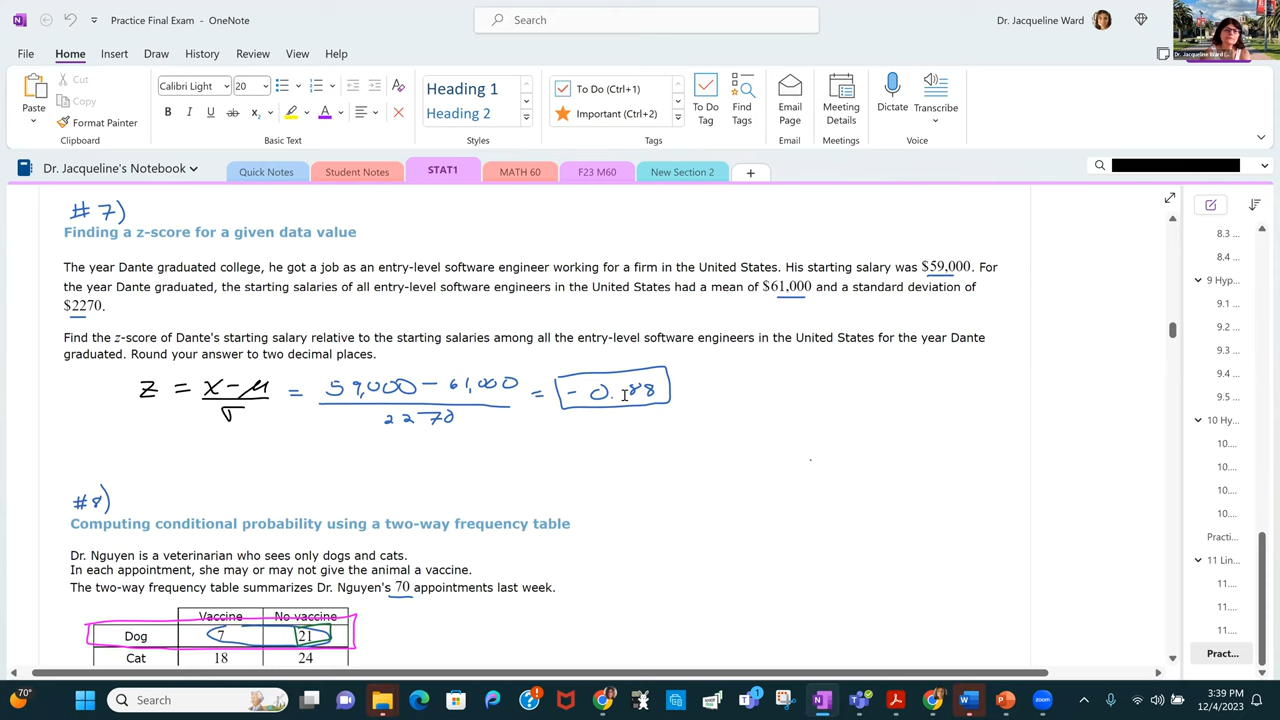 Practice Final Exam - OneNote
Search
Dr. Jacqueline Ward
Dr. Jacqueline Ward
File Home Insert Draw History Review View Help
Paste
Cut
Copy
Format Painter
Clipboard
Calibri Light 20
B I U ab x₂ A
Basic Text
Heading 1
Heading 2
Styles
To Do (Ctrl+1)
Important (Ctrl+2)
To Do Tag
Find Tags
Tags
Email Page
Email
Meeting Details
Meetings
Dictate
Transcribe
Voice
Dr. Jacqueline's Notebook
Quick Notes Student Notes STAT1 MATH 60 F23 M60 New Section 2 +
#7)
Finding a z-score for a given data value
The year Dante graduated college, he got a job as an entry-level software engineer working for a firm in the United States. His starting salary was $59,000. For
the year Dante graduated, the starting salaries of all entry-level software engineers in the United States had a mean of $61,000 and a standard deviation of
$2270.
Find the z-score of Dante's starting salary relative to the starting salaries among all the entry-level software engineers in the United States for the year Dante
graduated. Round your answer to two decimal places.
z = x-μ / σ = 59,000 - 61,000 / 2270 = -0.88
#8)
Computing conditional probability using a two-way frequency table
Dr. Nguyen is a veterinarian who sees only dogs and cats.
In each appointment, she may or may not give the animal a vaccine.
The two-way frequency table summarizes Dr. Nguyen's 70 appointments last week.
Vaccine No vaccine
Dog 7 21
Cat 18 24
8.3 ...
8.4 ...
9 Hyp...
9.1 ...
9.2 ...
9.3 ...
9.4 ...
9.5 ...
10 Hy...
10....
10....
10....
10....
Practi...
11 Lin...
11....
11....
11....
Pract...
70°
Search
3:39 PM
12/4/2023